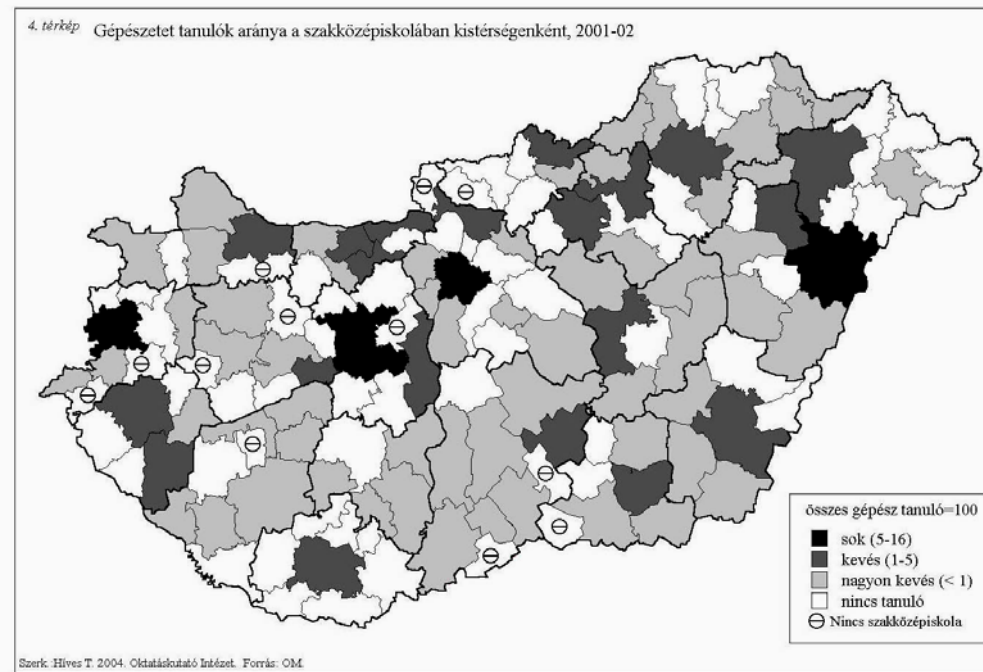 4. térkép Gépészetet tanulók aránya a szakközépiskolában kistérségenként, 2001-02
összes gépész tanuló=100
sok (5-16)
kevés (1-5)
nagyon kevés (< 1)
nincs tanuló
Nincs szakközépiskola
Szerk.:Híves T. 2004. Oktatáskutató Intézet. Forrás: OM.